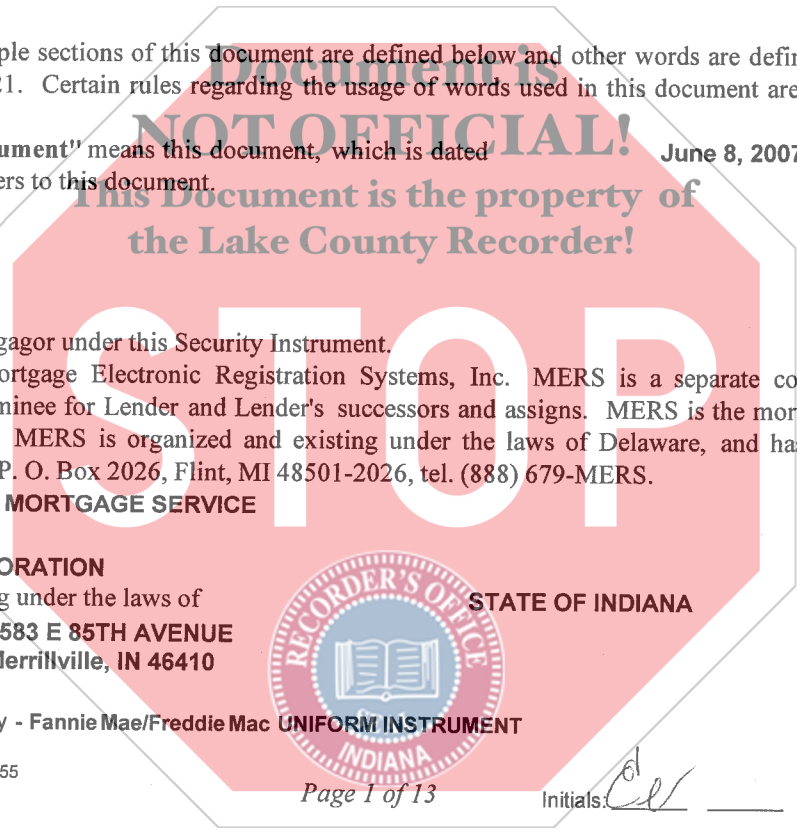 ple sections of this document are defined below and other words are defin
21. Certain rules regarding the usage of words used in this document are
Document is
NOT OFFICIAL!
ument" means this document, which is dated June 8, 2007
ers to this document.
This Document is the property of
the Lake County Recorder!
STOP
gagor under this Security Instrument.
ortgage Electronic Registration Systems, Inc. MERS is a separate co
minee for Lender and Lender's successors and assigns. MERS is the mor
MERS is organized and existing under the laws of Delaware, and has
P. O. Box 2026, Flint, MI 48501-2026, tel. (888) 679-MERS.
MORTGAGE SERVICE
ORATION
g under the laws of STATE OF INDIANA
583 E 85TH AVENUE
Merrillville, IN 46410
RECORDER'S OFFICE
SEAL
INDIANA
y - Fannie Mae/Freddie Mac UNIFORM INSTRUMENT
55
Page 1 of 13
Initials: